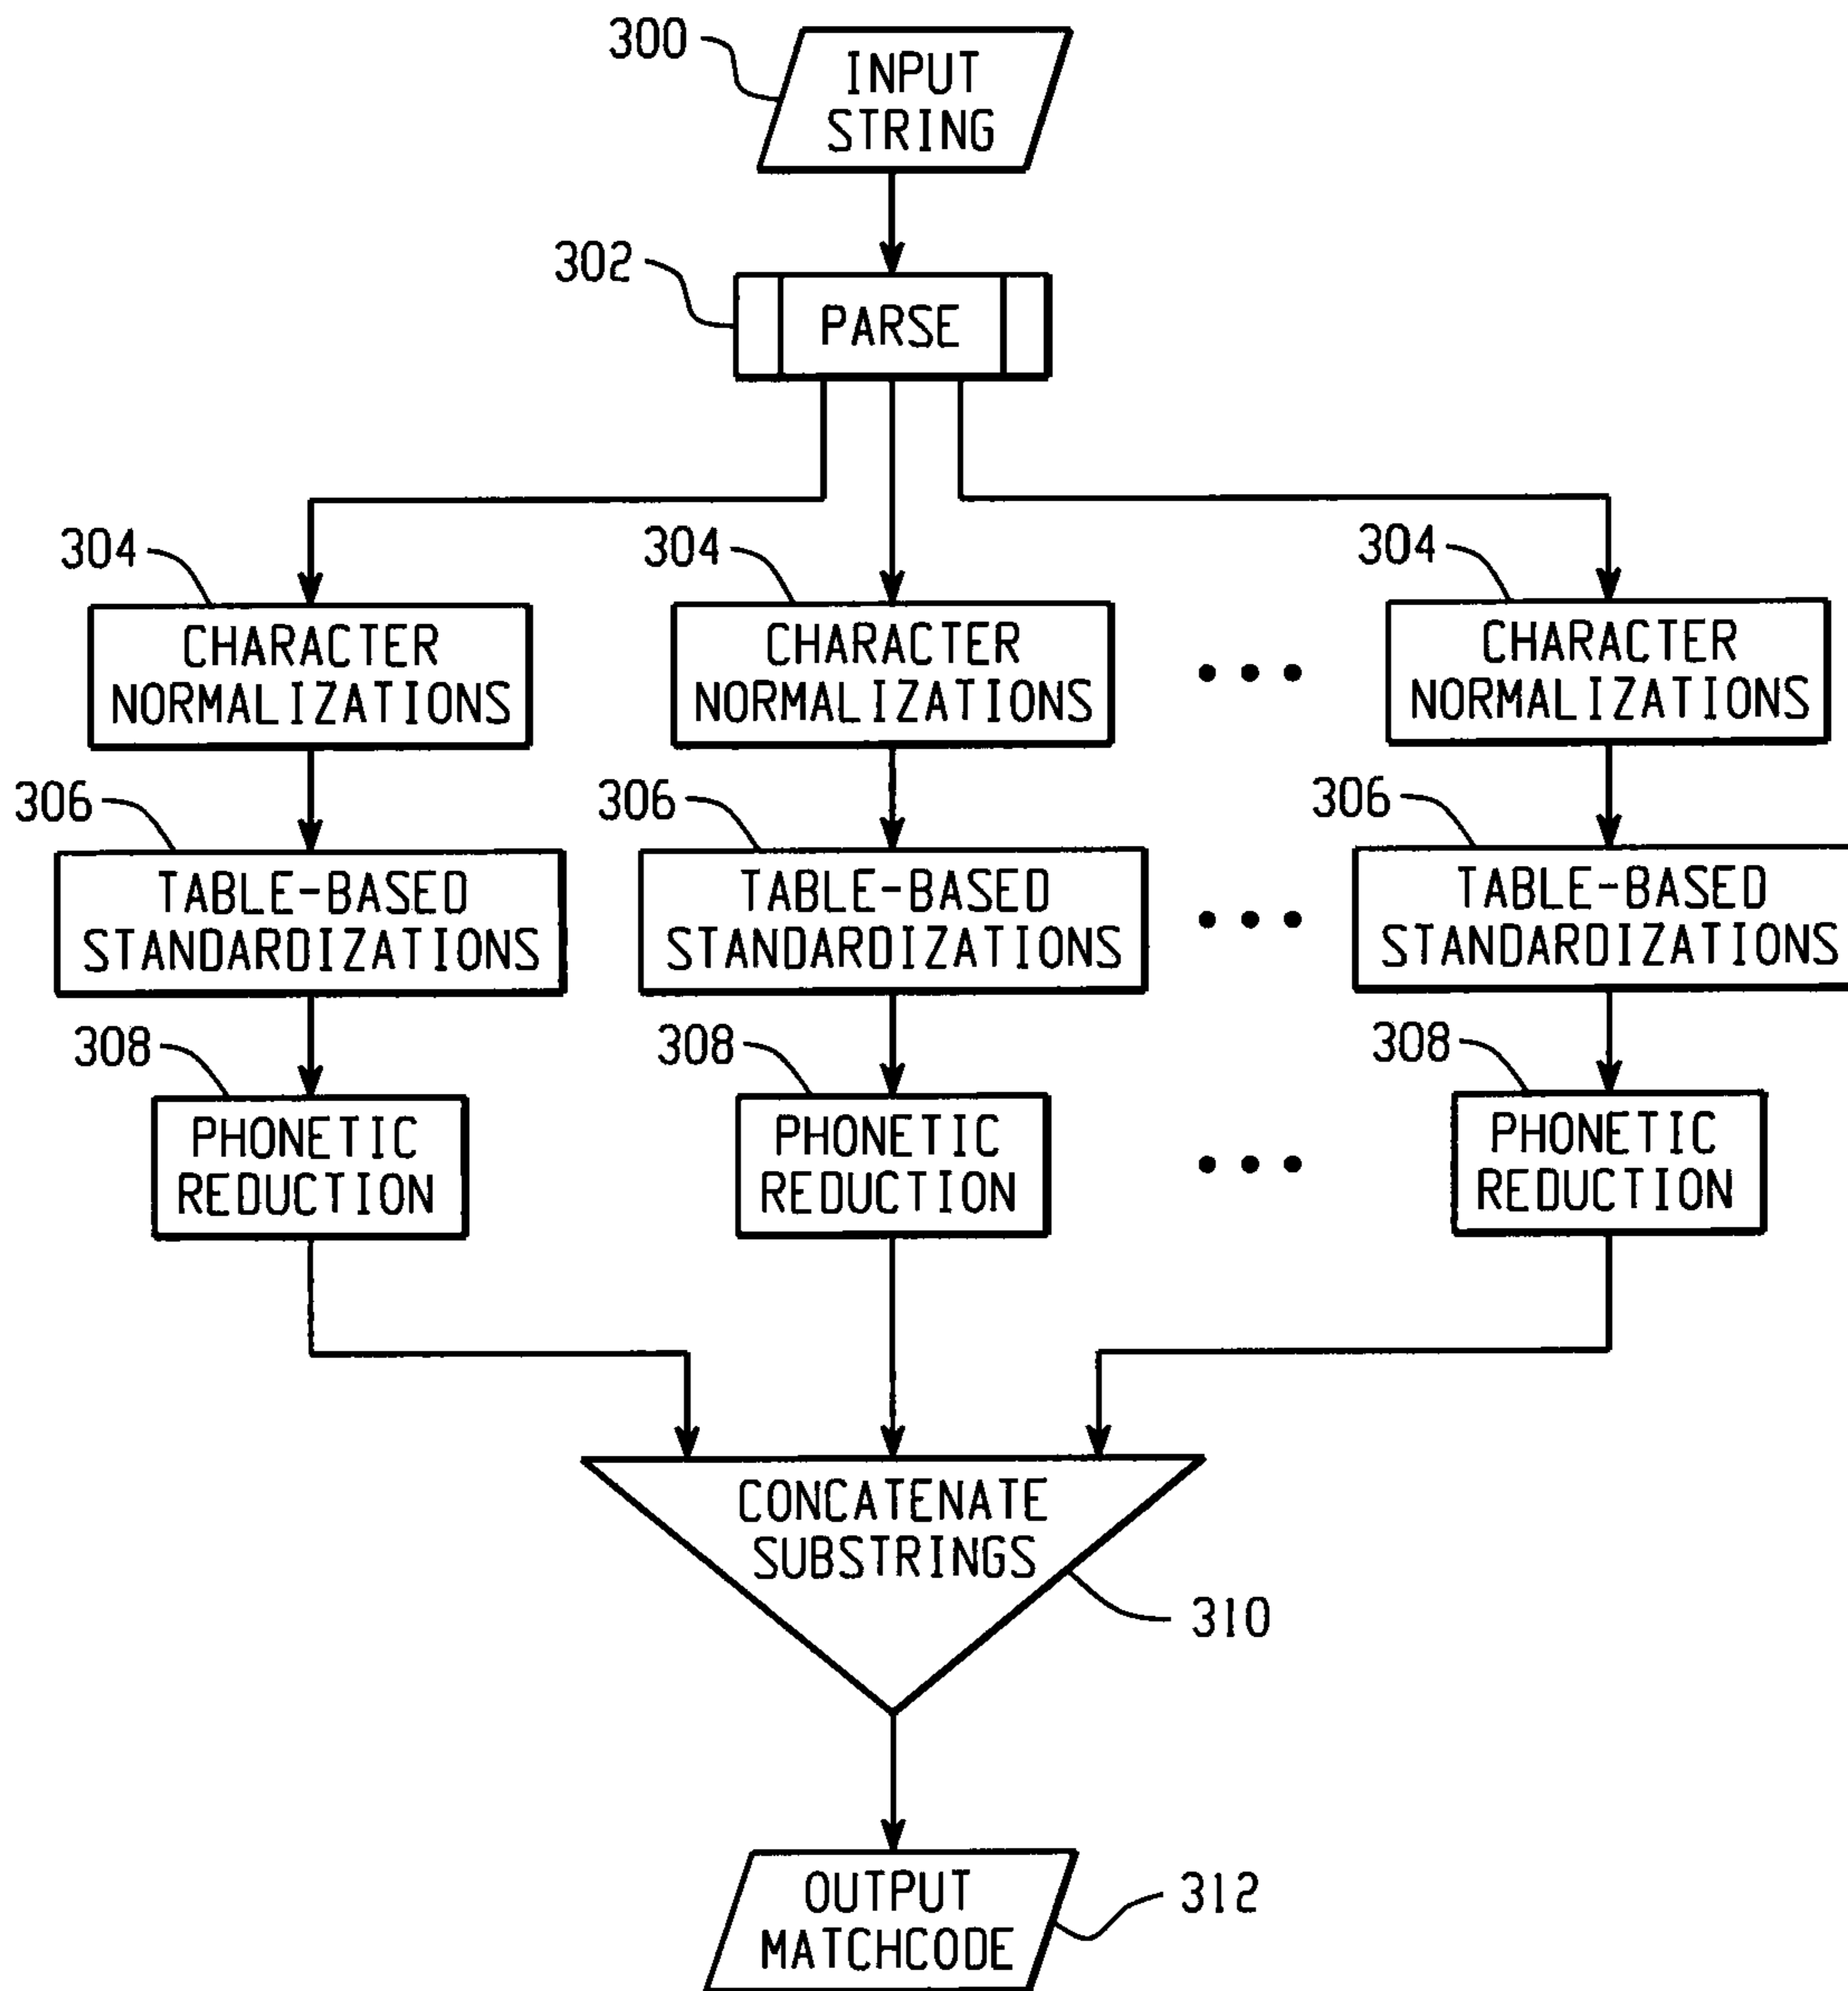 300
INPUT
STRING
302
PARSE
304
304
304
CHARACTER
NORMALIZATIONS
CHARACTER
NORMALIZATIONS
CHARACTER
NORMALIZATIONS
306
306
306
TABLE-BASED
STANDARDIZATIONS
TABLE-BASED
STANDARDIZATIONS
TABLE-BASED
STANDARDIZATIONS
308
308
308
PHONETIC
REDUCTION
PHONETIC
REDUCTION
PHONETIC
REDUCTION
CONCATENATE
SUBSTRINGS
310
OUTPUT
MATCHCODE
312